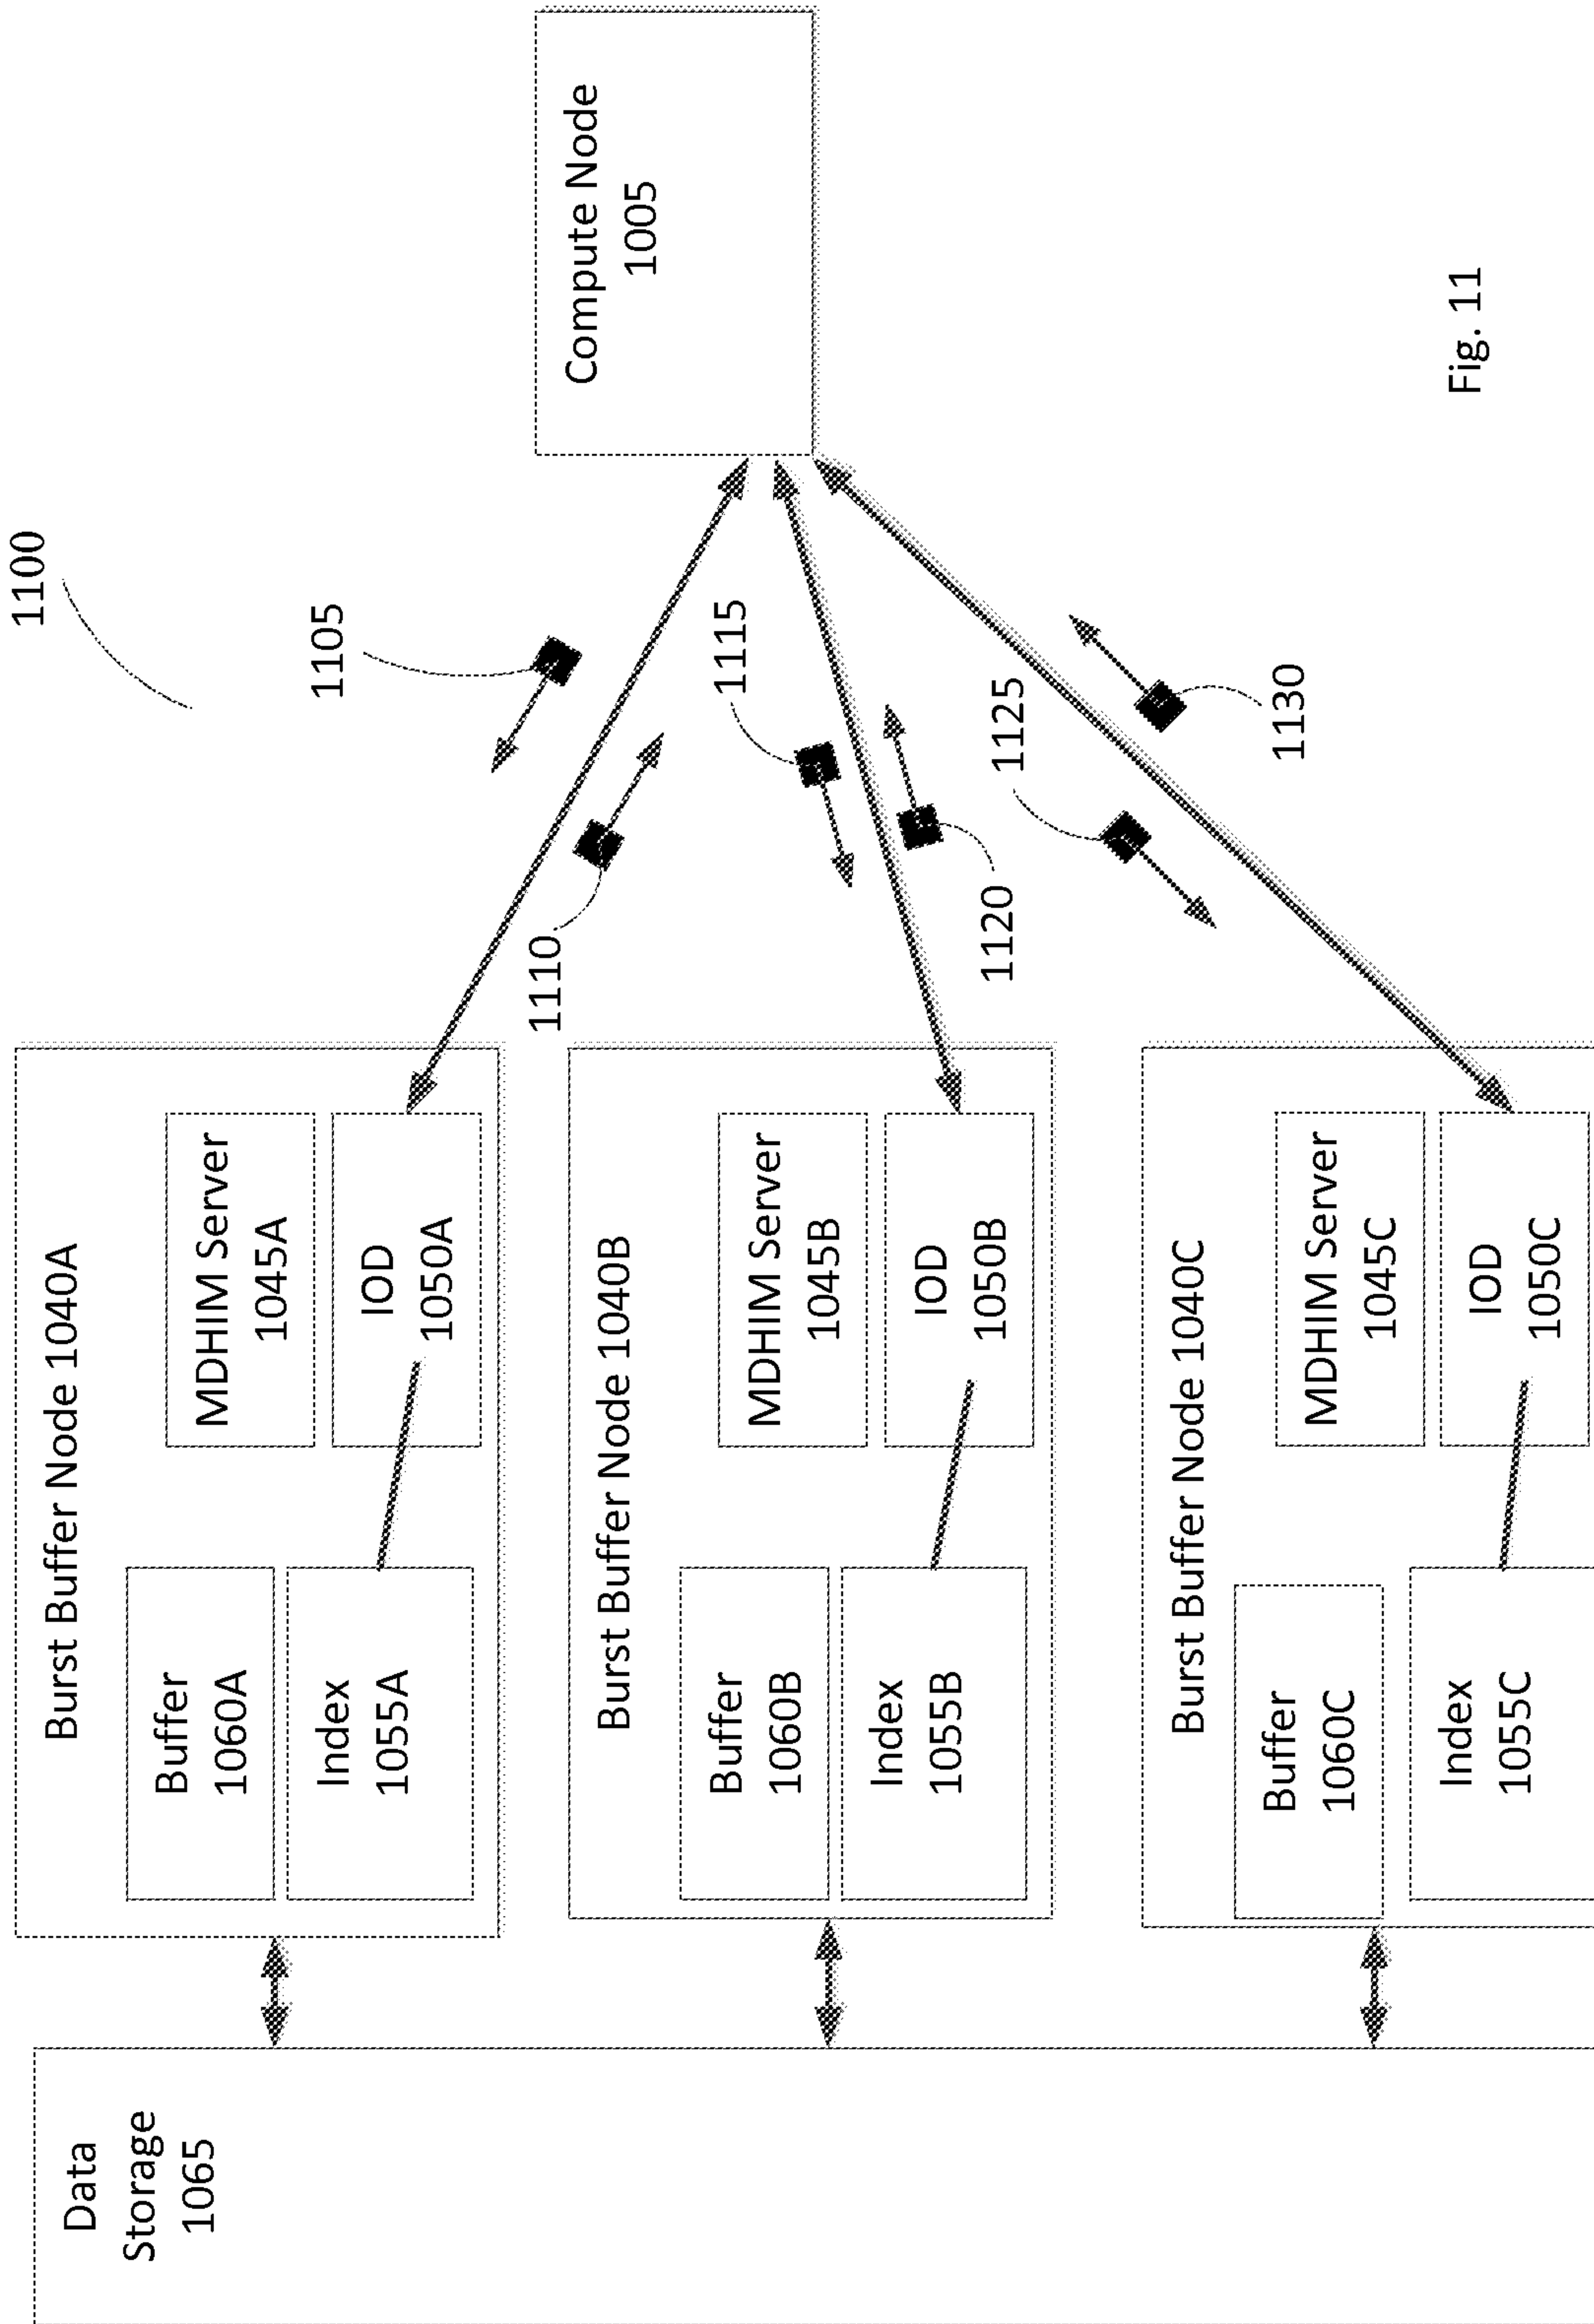 1100
Data
Storage
1065
Burst Buffer Node 1040A
Buffer
1060A
Index
1055A
MDHIM Server
1045A
IOD
1050A
Burst Buffer Node 1040B
Buffer
1060B
Index
1055B
MDHIM Server
1045B
IOD
1050B
Burst Buffer Node 1040C
Buffer
1060C
Index
1055C
MDHIM Server
1045C
IOD
1050C
1105
1110
1115
1120
1125
1130
Compute Node
1005
Fig. 11